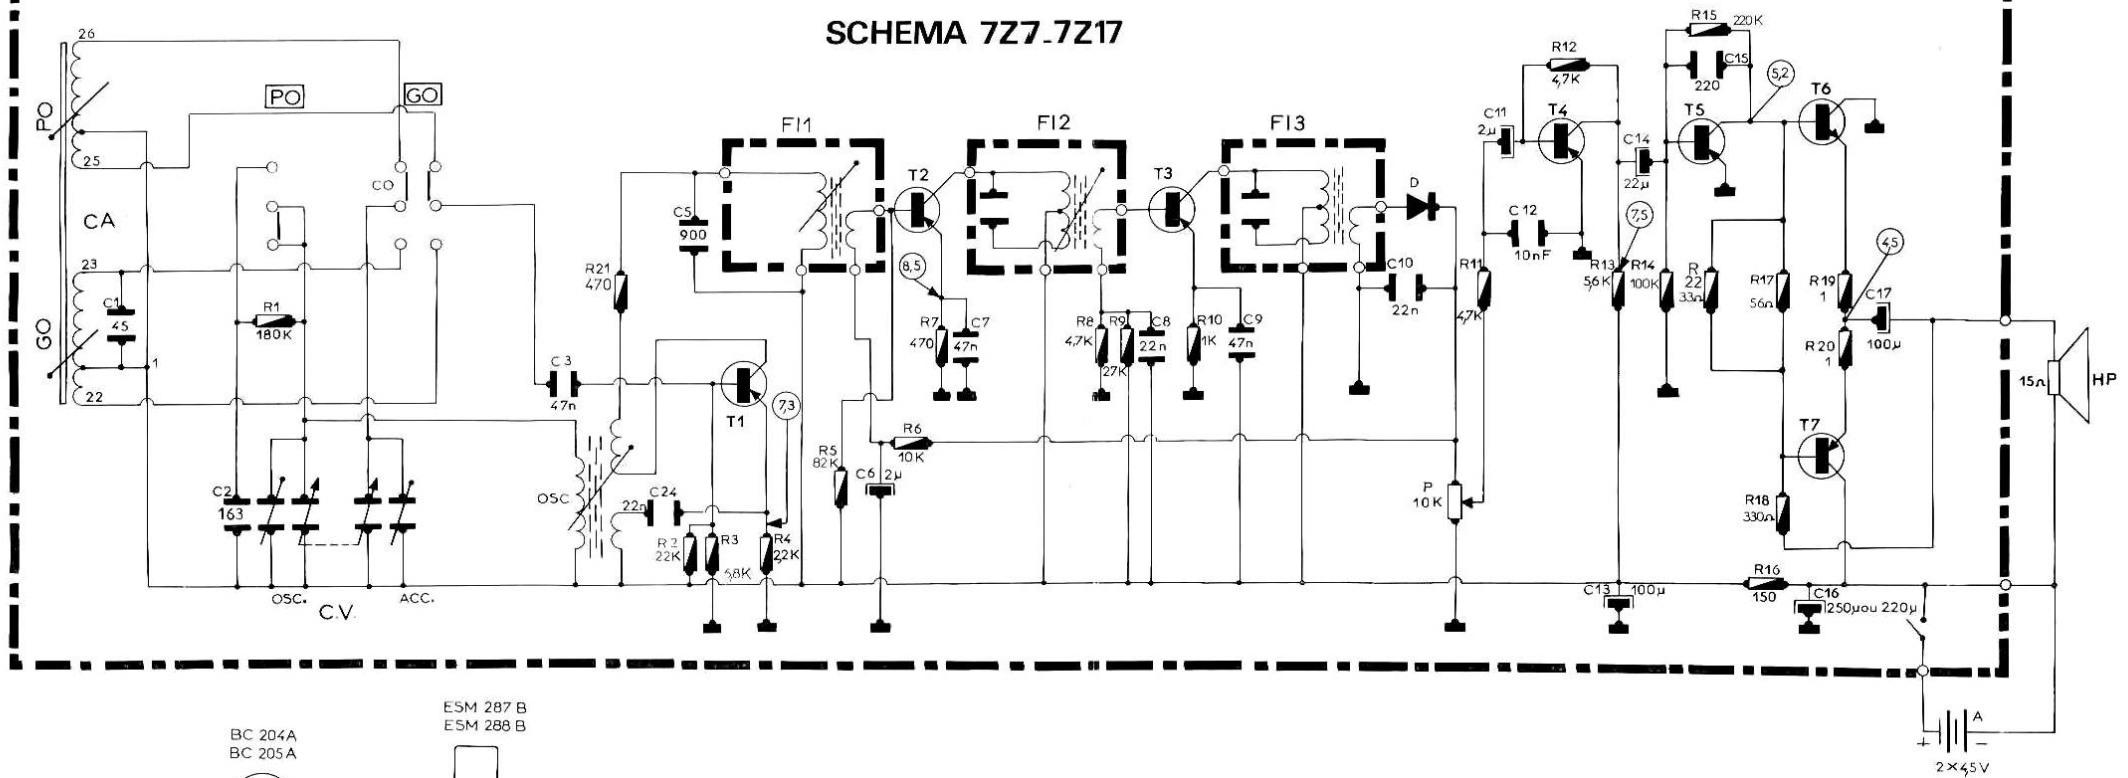 SCHEMA 7Z7_7Z17
26
PO
25
CA
23
C1
45
GO
1
22
PO
GO
CO
R1
180K
C2
163
OSC.
C.V.
ACC.
C3
47n
OSC
R21
470
C5
900
FI1
T1
7,3
22n
C24
R2
22K
R3
6,8K
R4
2,2K
T2
8,5
R7
470
C7
47n
R5
82K
C6
2µ
R6
10K
FI2
T3
R8
4,7K
R9
27K
C8
22n
R10
1K
C9
47n
FI3
D
C10
22n
P
10K
R11
4,7K
C11
2µ
C12
10nF
R12
4,7K
T4
C14
22µ
7,5
R13
5,6K
R14
100K
C13
100µ
R15
220K
C15
220
T5
5,2
T6
R
22
33Ω
R17
56Ω
R19
1
R20
1
4,5
C17
100µ
T7
R18
330Ω
R16
150
C16
250µou 220µ
15Ω
HP
A
+
−
2×4,5V
BC 204A
BC 205A
ESM 287 B
ESM 288 B